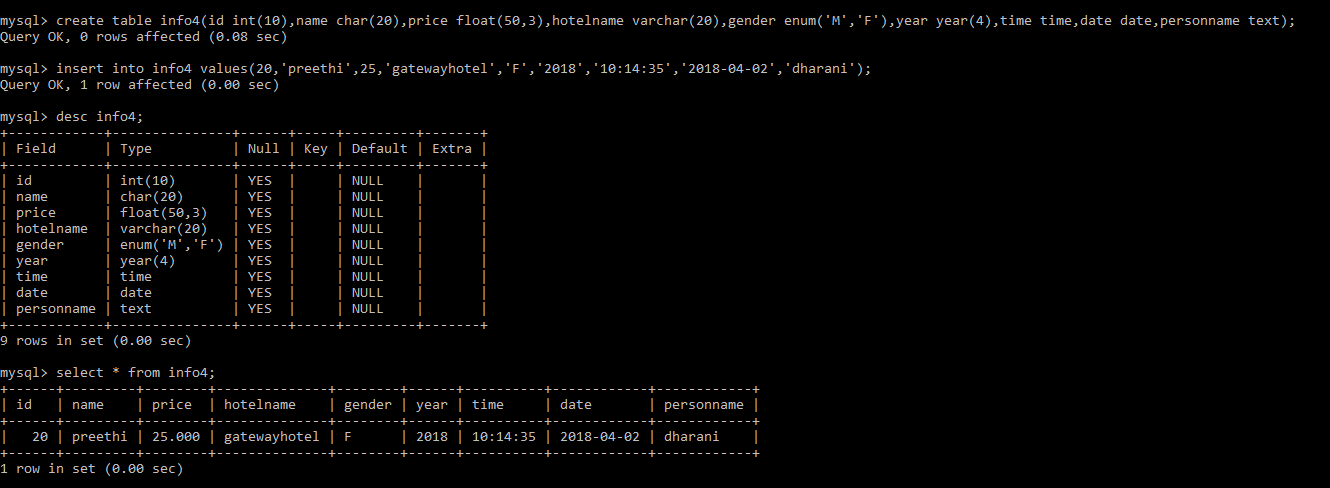 mysql> create table info4(id int(10),name char(20),price float(50,3),hotelname varchar(20),gender enum('M','F'),year year(4),time time,date date,personname text);
Query OK, 0 rows affected (0.08 sec)

mysql> insert into info4 values(20,'preethi',25,'gatewayhotel','F','2018','10:14:35','2018-04-02','dharani');
Query OK, 1 row affected (0.00 sec)

mysql> desc info4;
+------------+---------------+------+-----+---------+-------+
| Field      | Type          | Null | Key | Default | Extra |
+------------+---------------+------+-----+---------+-------+
| id         | int(10)       | YES  |     | NULL    |       |
| name       | char(20)      | YES  |     | NULL    |       |
| price      | float(50,3)   | YES  |     | NULL    |       |
| hotelname  | varchar(20)   | YES  |     | NULL    |       |
| gender     | enum('M','F') | YES  |     | NULL    |       |
| year       | year(4)       | YES  |     | NULL    |       |
| time       | time          | YES  |     | NULL    |       |
| date       | date          | YES  |     | NULL    |       |
| personname | text          | YES  |     | NULL    |       |
+------------+---------------+------+-----+---------+-------+
9 rows in set (0.00 sec)

mysql> select * from info4;
+------+---------+--------+--------------+--------+------+----------+------------+------------+
| id   | name    | price  | hotelname    | gender | year | time     | date       | personname |
+------+---------+--------+--------------+--------+------+----------+------------+------------+
|   20 | preethi | 25.000 | gatewayhotel | F      | 2018 | 10:14:35 | 2018-04-02 | dharani    |
+------+---------+--------+--------------+--------+------+----------+------------+------------+
1 row in set (0.00 sec)